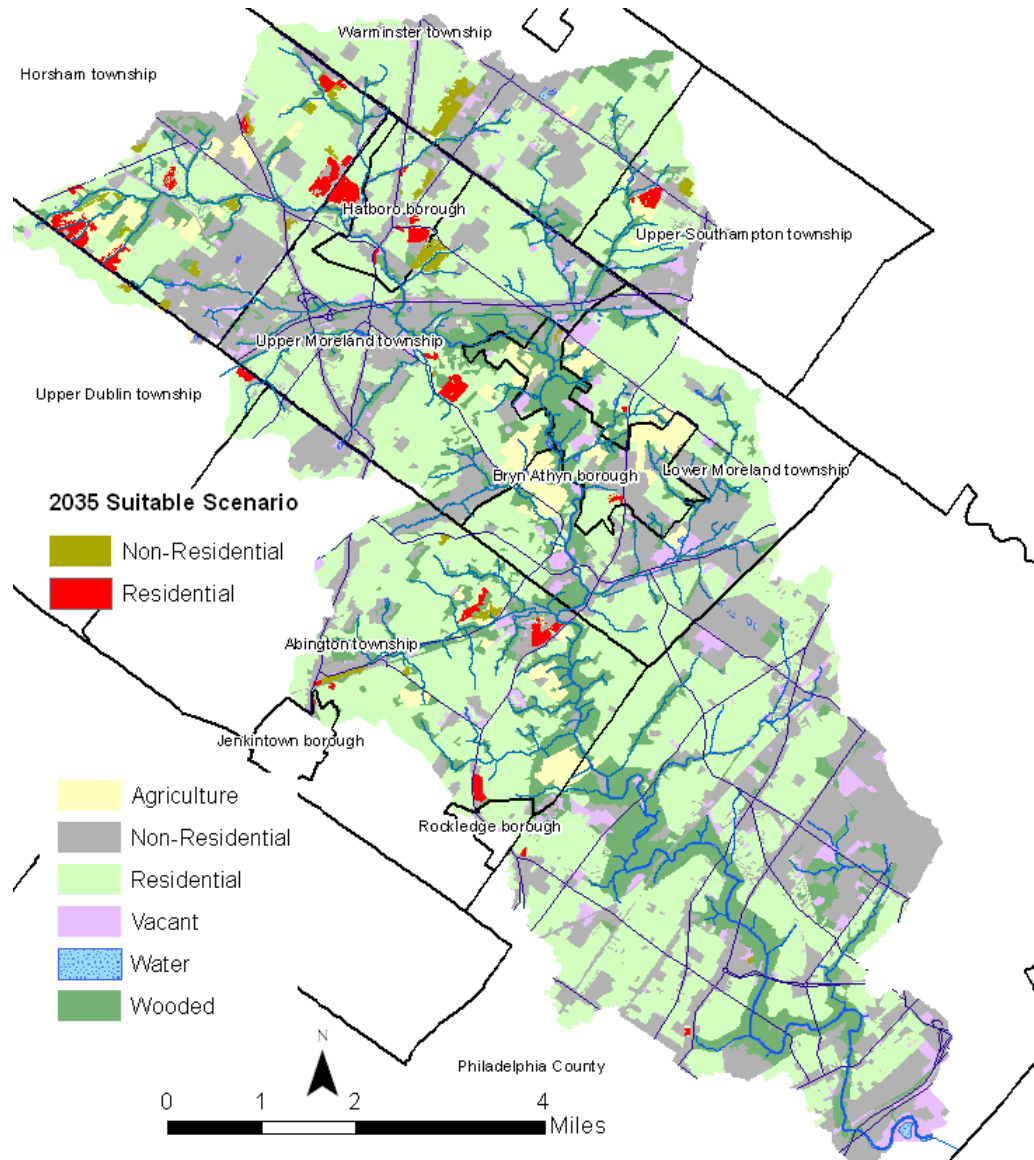 Warminster township
Horsham township
Hatboro borough
Upper Southampton township
Upper Moreland township
Upper Dublin township
Bryn Athyn borough
Lower Moreland township
2035 Suitable Scenario
Non-Residential
Residential
Abington township
Jenkintown borough
Agriculture
Rockledge borough
Non-Residential
Residential
Vacant
Water
Wooded
N
Philadelphia County
0 1 2 4
Miles